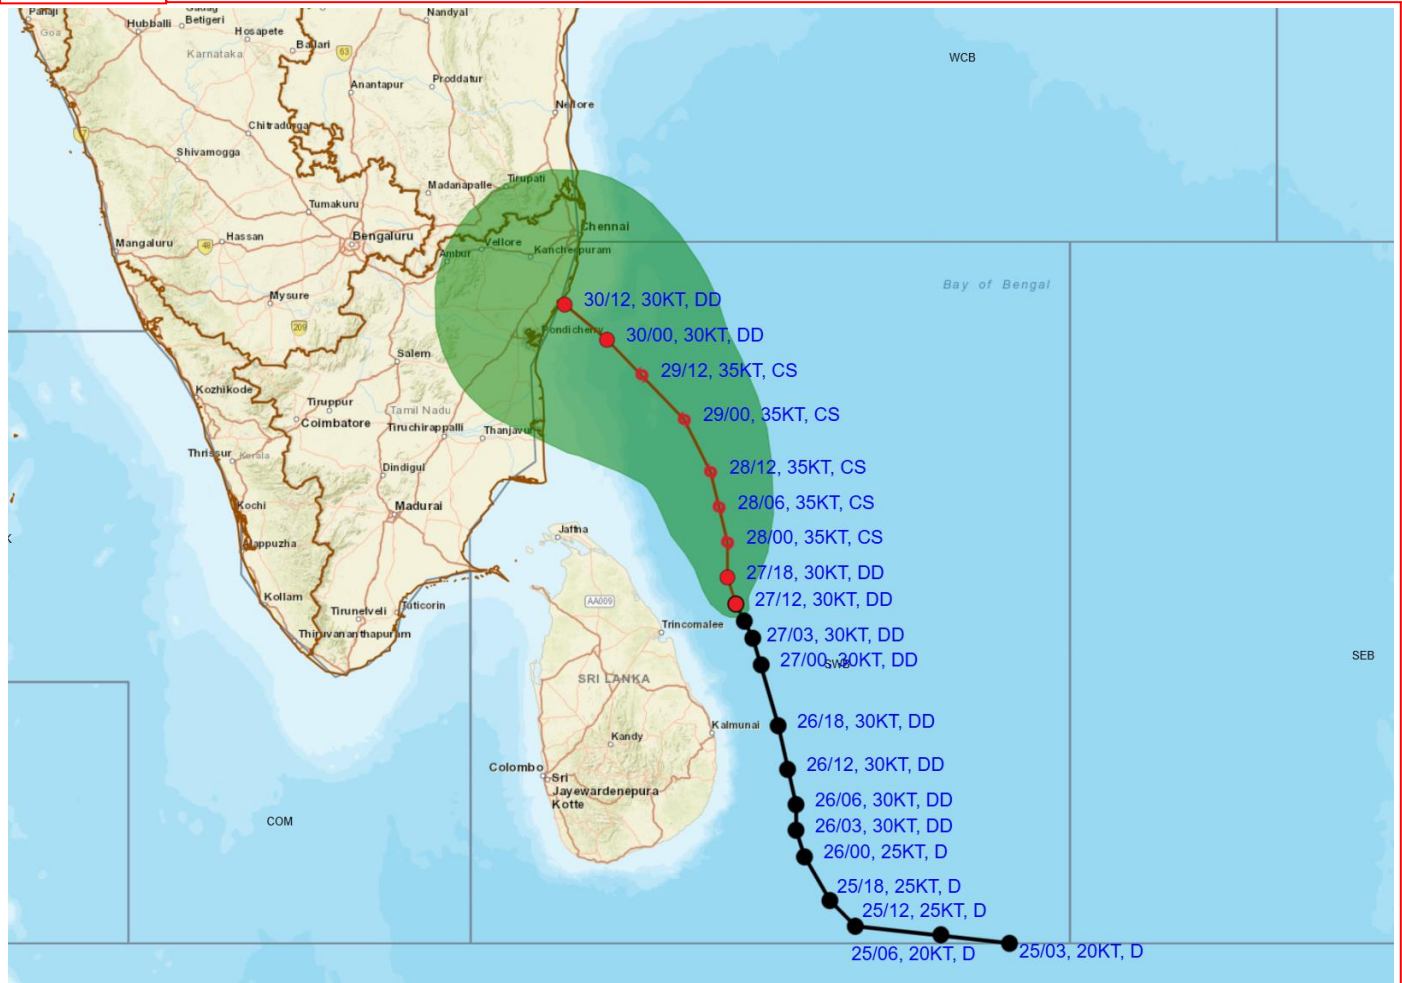 Panaji
Goa
Hubballi
Gadag
Betigeri
Hosapete
Ballari
63
Nandyal
Karnataka
Anantapur
Proddatur
WCB
Nellore
Chitradurga
Shivamogga
Madanapalle
Tirupati
Tumakuru
Chennai
Mangaluru
48
Hassan
Bengaluru
Vellore
Ambur
Kancheepuram
Bay of Bengal
Mysure
209
30/12, 30KT, DD
Pondicherry
30/00, 30KT, DD
Salem
29/12, 35KT, CS
Kozhikode
Tiruppur
Coimbatore
Tamil Nadu
Tiruchirappalli
Thanjavur
29/00, 35KT, CS
Thrissur
Kerala
Dindigul
28/12, 35KT, CS
Kochi
Madurai
28/06, 35KT, CS
Alappuzha
Jaffna
28/00, 35KT, CS
27/18, 30KT, DD
Kollam
AA009
27/12, 30KT, DD
Tirunelveli
Tuticorin
Thiruvananthapuram
Trincomalee
27/03, 30KT, DD
27/00, 30KT, DD
SWB
SEB
SRI LANKA
26/18, 30KT, DD
Kalmunai
Kandy
Colombo
Sri
Jayewardenepura
Kotte
26/12, 30KT, DD
26/06, 30KT, DD
COM
26/03, 30KT, DD
26/00, 25KT, D
25/18, 25KT, D
25/12, 25KT, D
25/06, 20KT, D
25/03, 20KT, D